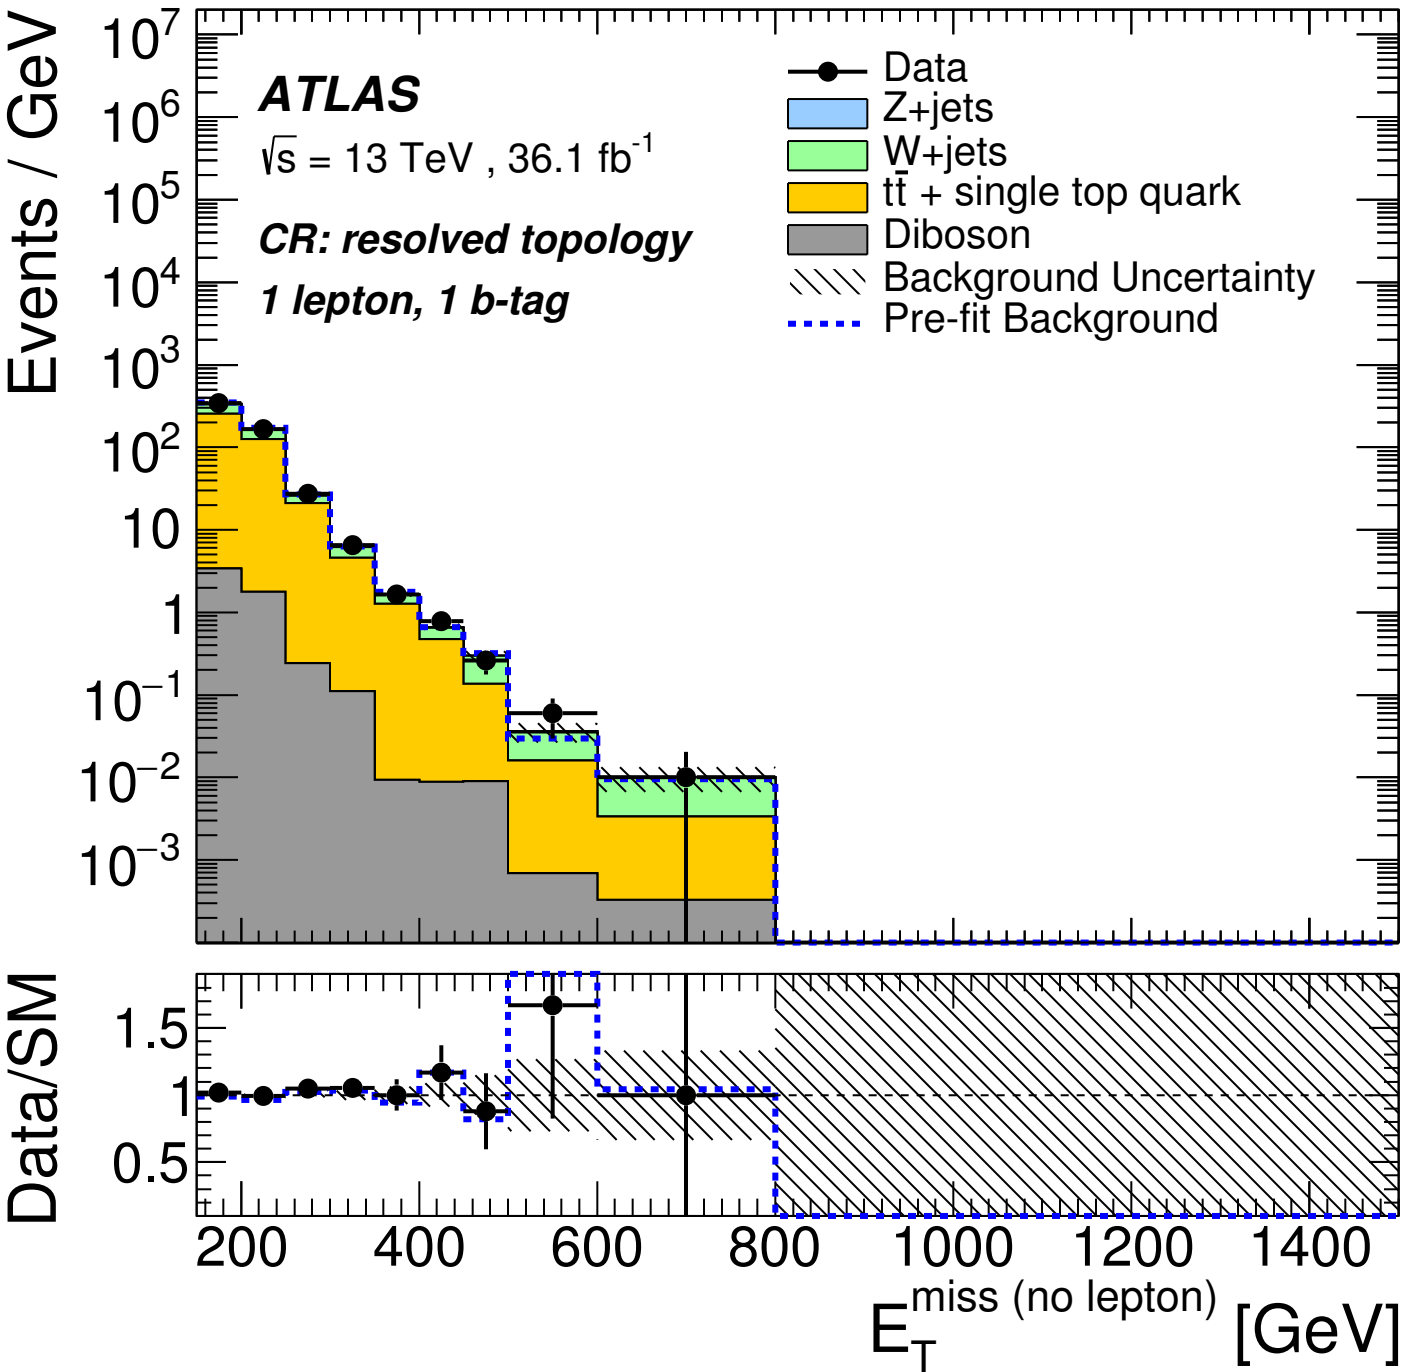 Events / GeV
10⁷
10⁶
10⁵
10⁴
10³
10²
10
1
10⁻¹
10⁻²
10⁻³
ATLAS
√s = 13 TeV , 36.1 fb⁻¹
CR: resolved topology
1 lepton, 1 b-tag
Data
Z+jets
W+jets
tt̄ + single top quark
Diboson
Background Uncertainty
Pre-fit Background
Data/SM
1.5
1
0.5
200 400 600 800 1000 1200 1400
E_T^miss (no lepton) [GeV]